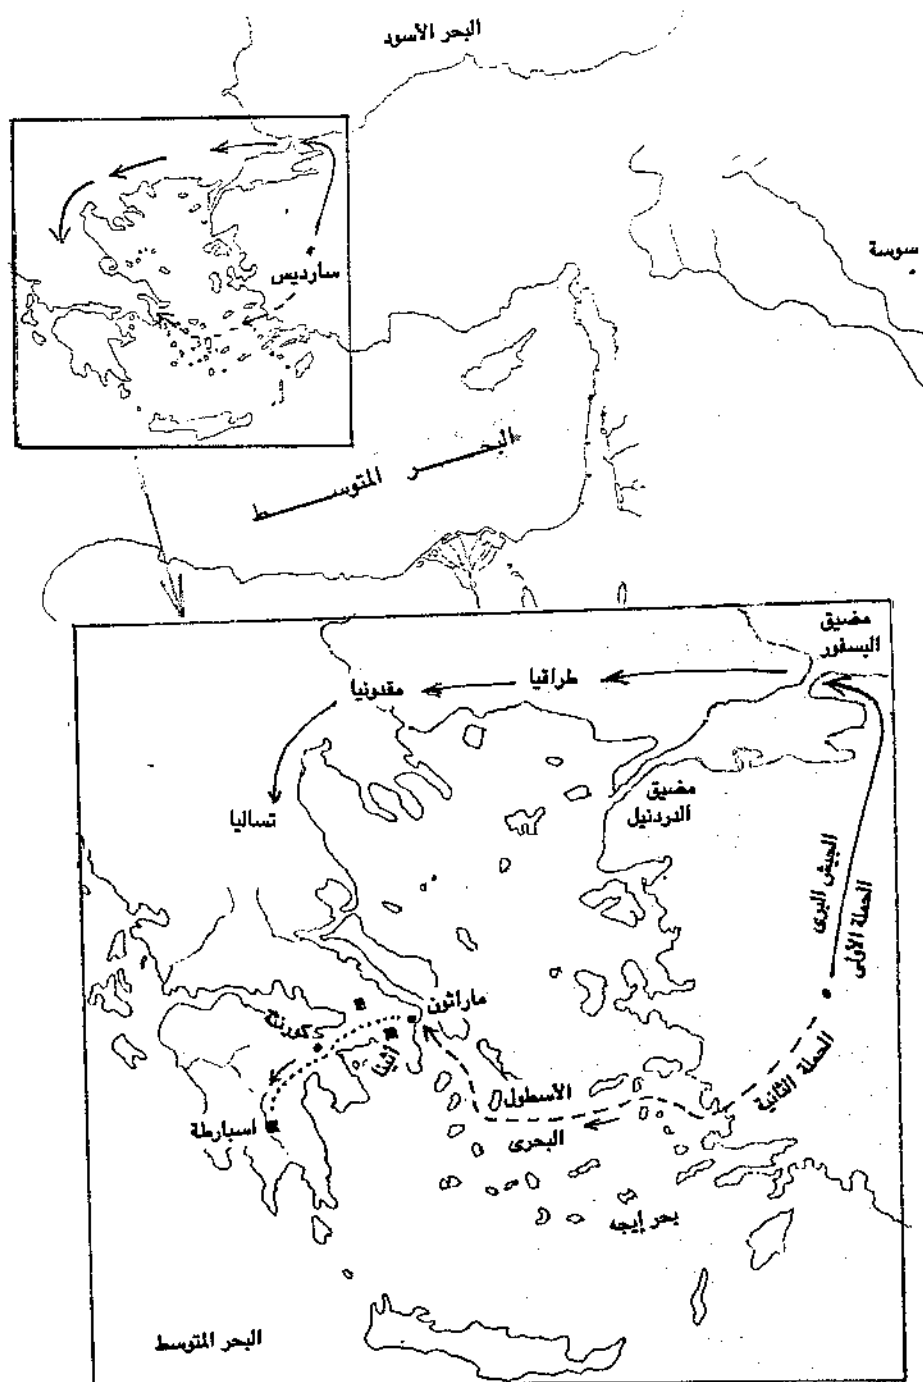 البحر الأسود
سوسة
سارديس
البحر المتوسط
مضيق
البسفور
طراقيا
مقدونيا
مضيق
الدردنيل
تساليا
الجيش البرى
الحملة الأولى
ماراثون
كورنثة
أثينا
الحملة الثانية
الأسطول
البحرى
اسبارطة
بحر إيجه
البحر المتوسط